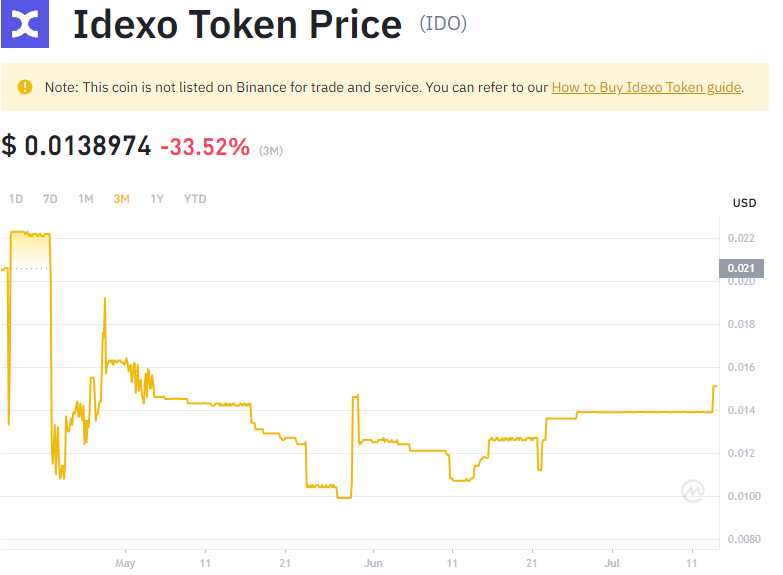 Idexo Token Price (IDO)
Note: This coin is not listed on Binance for trade and service. You can refer to our How to Buy Idexo Token guide.
$ 0.0138974 -33.52% (3M)
1D 7D 1M 3M 1Y YTD
USD
0.022
0.021
0.020
0.018
0.016
0.014
0.012
0.0100
0.0080
May 11 21 Jun 11 21 Jul 11